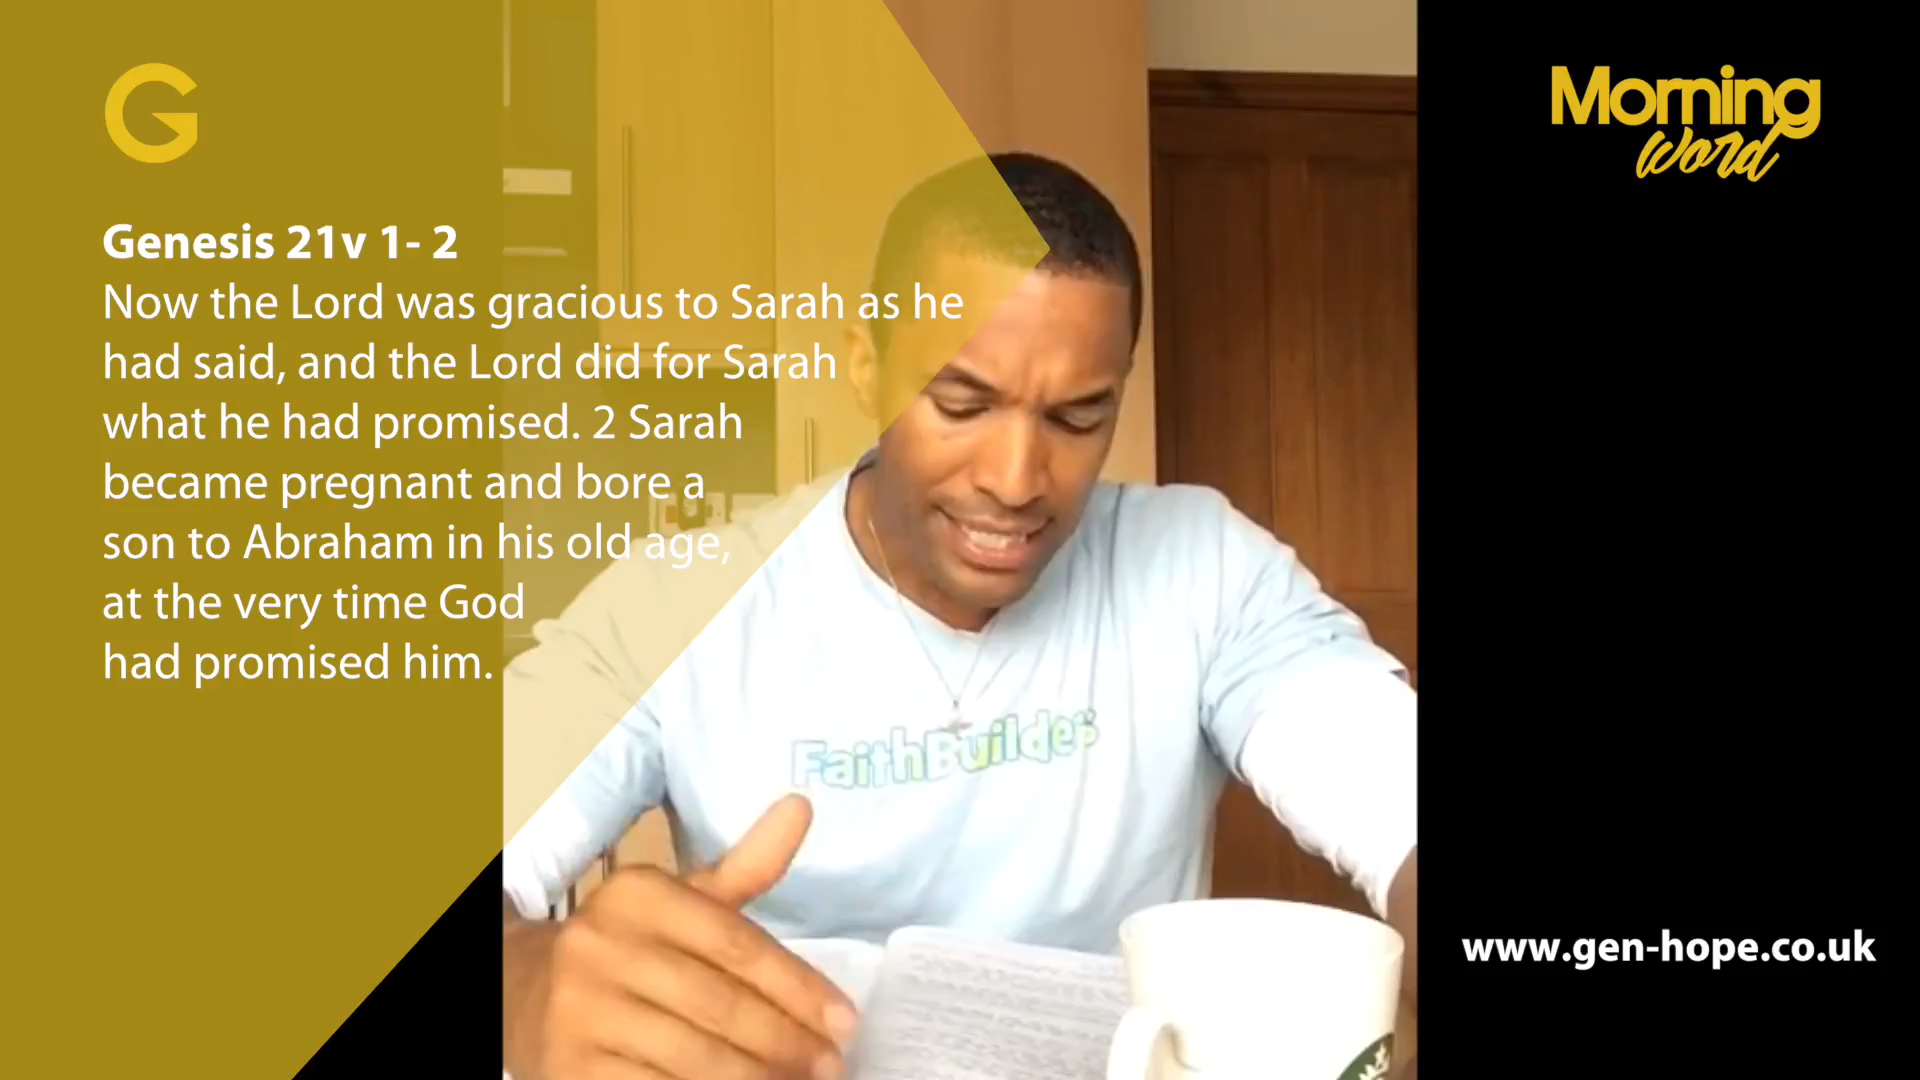 G
Morning
word
Genesis 21v 1- 2
Now the Lord was gracious to Sarah as he
had said, and the Lord did for Sarah
what he had promised. 2 Sarah
became pregnant and bore a
son to Abraham in his old age,
at the very time God
had promised him.
FaithBuilders
www.gen-hope.co.uk